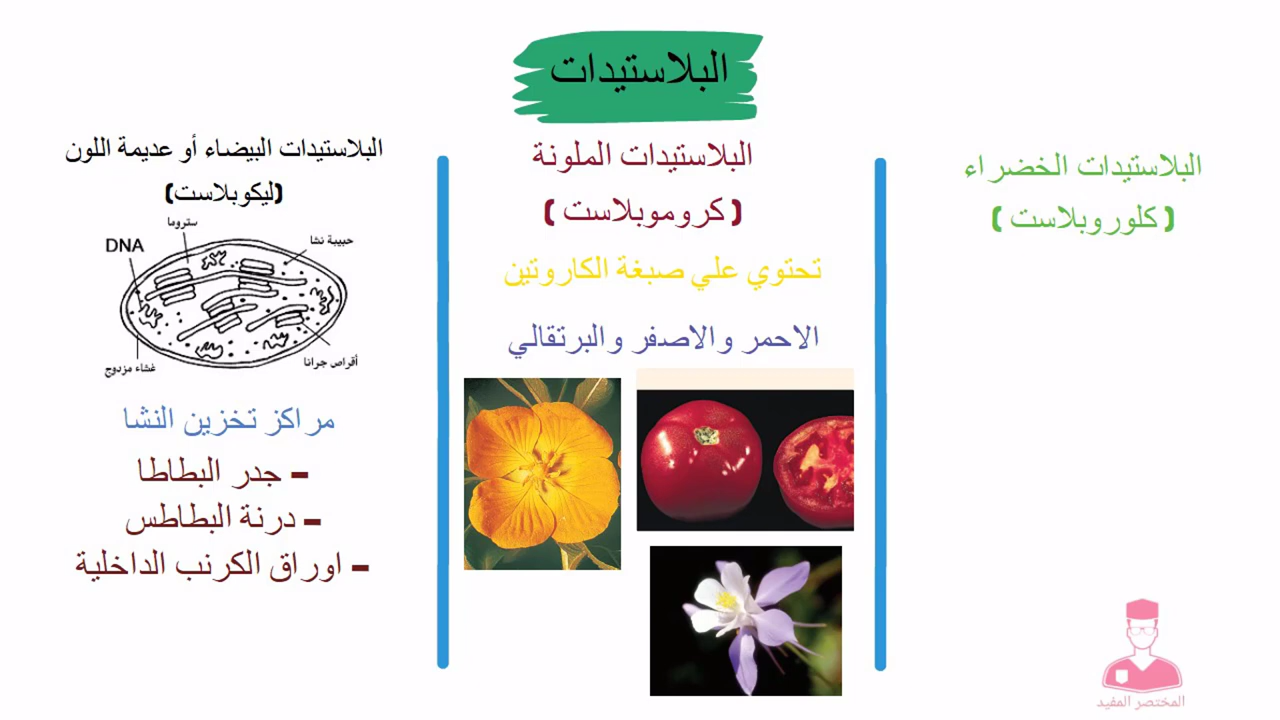 البلاستيدات
البلاستيدات الخضراء
( كلوروبلاست )
البلاستيدات الملونة
( كروموبلاست )
تحتوي علي صبغة الكاروتين
الاحمر والاصفر والبرتقالي
البلاستيدات البيضاء أو عديمة اللون
(ليكوبلاست)
ستروما
حبيبة نشا
DNA
أقراص جرانا
غشاء مزدوج
مراكز تخزين النشا
- جدر البطاطا
- درنة البطاطس
- اوراق الكرنب الداخلية
المختصر المفيد